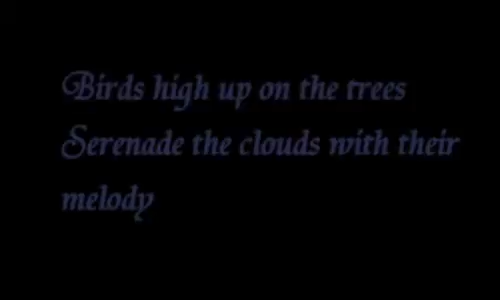 Birds high up on the trees
Serenade the clouds with their
melody